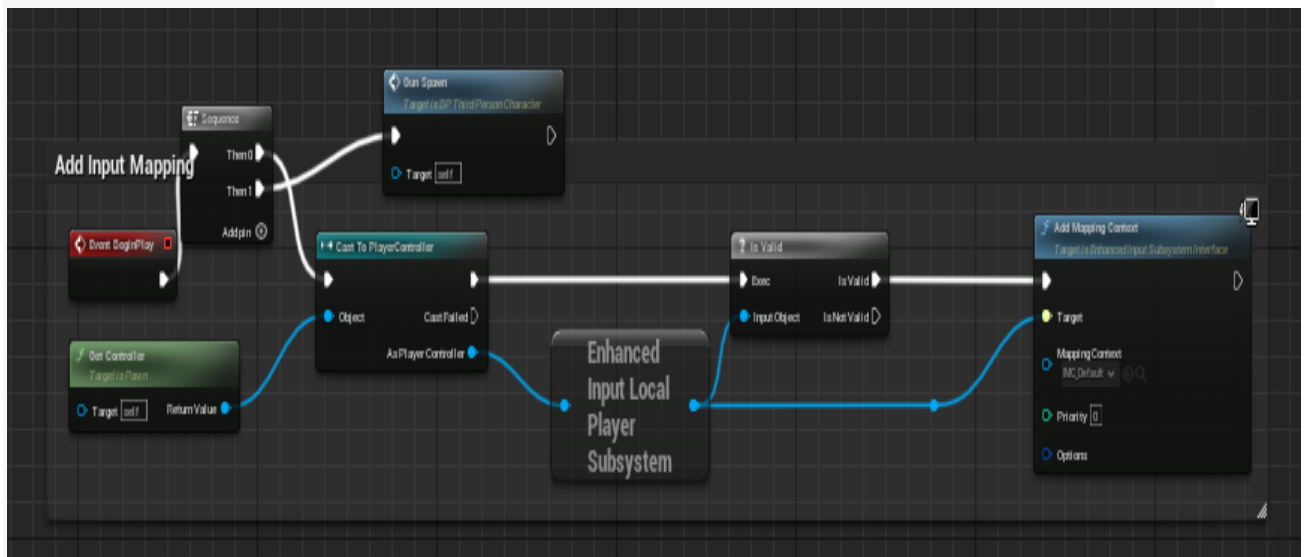 Gun Spawn
Target is BP Third Person Character
Target self
Sequence
Then 0
Then 1
Add pin
Add Input Mapping
Event BeginPlay
Cast To PlayerController
Object
Cast Failed
As Player Controller
Get Controller
Target is Pawn
Target self
Return Value
Enhanced
Input Local
Player
Subsystem
? Is Valid
Exec
Is Valid
Input Object
Is Not Valid
f Add Mapping Context
Target is Enhanced Input Subsystem Interface
Target
Mapping Context
IMC_Default
Priority 0
Options